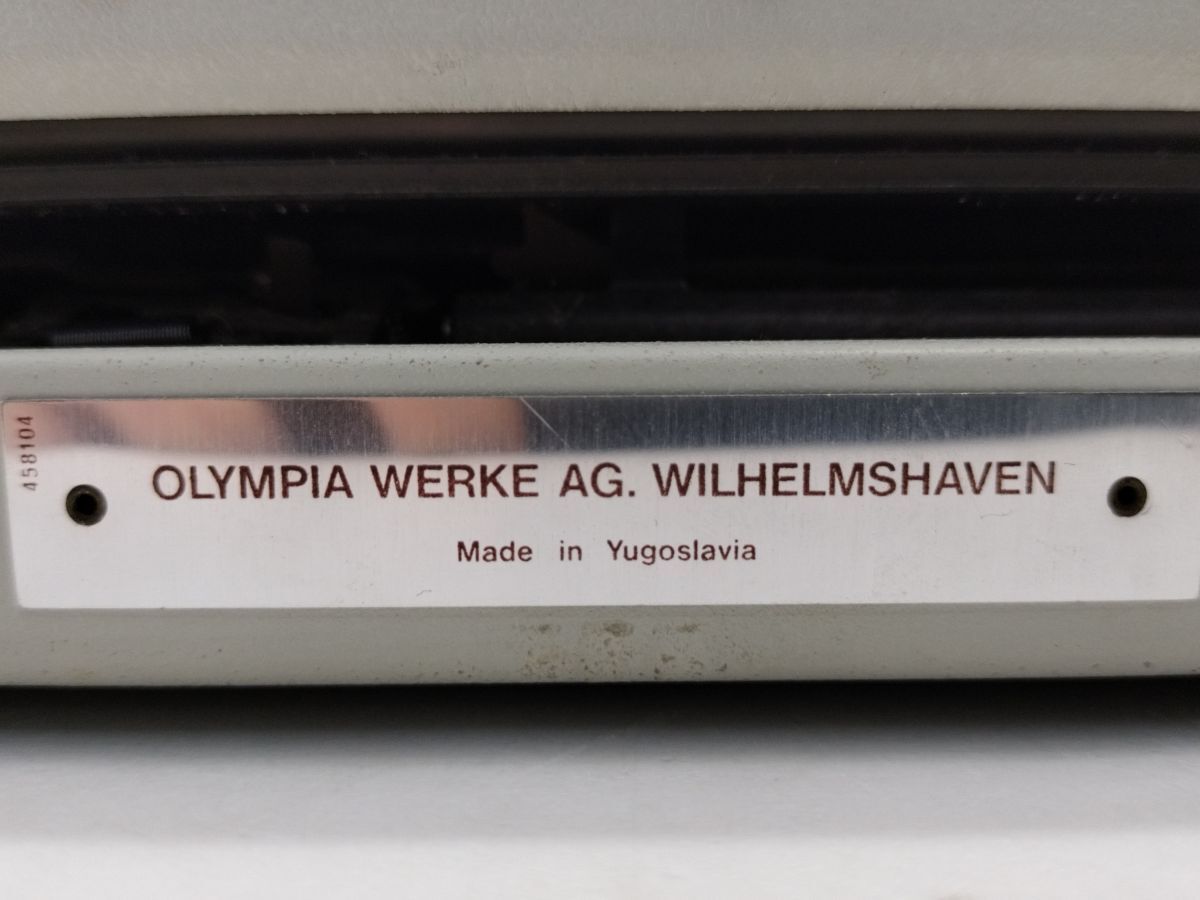 458104
OLYMPIA WERKE AG. WILHELMSHAVEN
Made in Yugoslavia